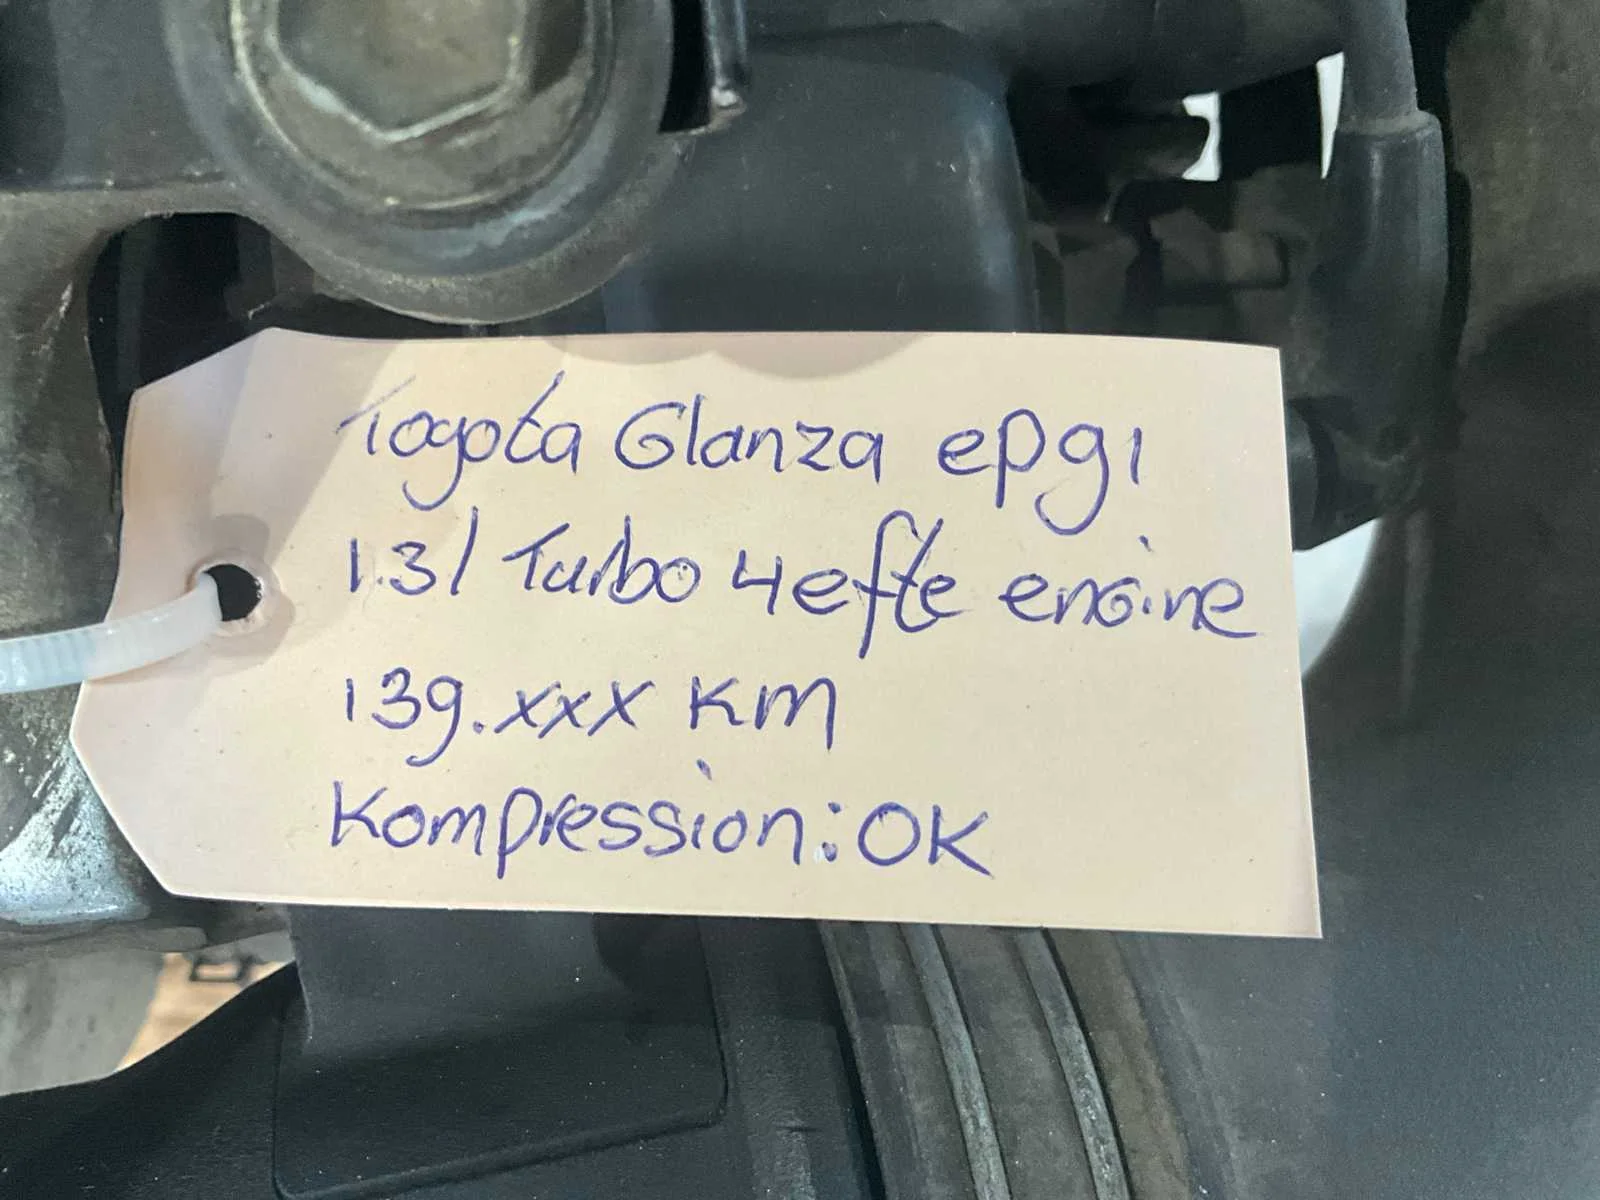 Toyota Glanza ep91
1.3l Turbo 4efte engine
139.xxx KM
Kompression: OK